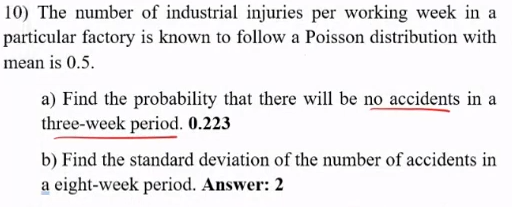 10) The number of industrial injuries per working week in a
particular factory is known to follow a Poisson distribution with
mean is 0.5.
a) Find the probability that there will be no accidents in a
three-week period. 0.223
b) Find the standard deviation of the number of accidents in
a eight-week period. Answer: 2